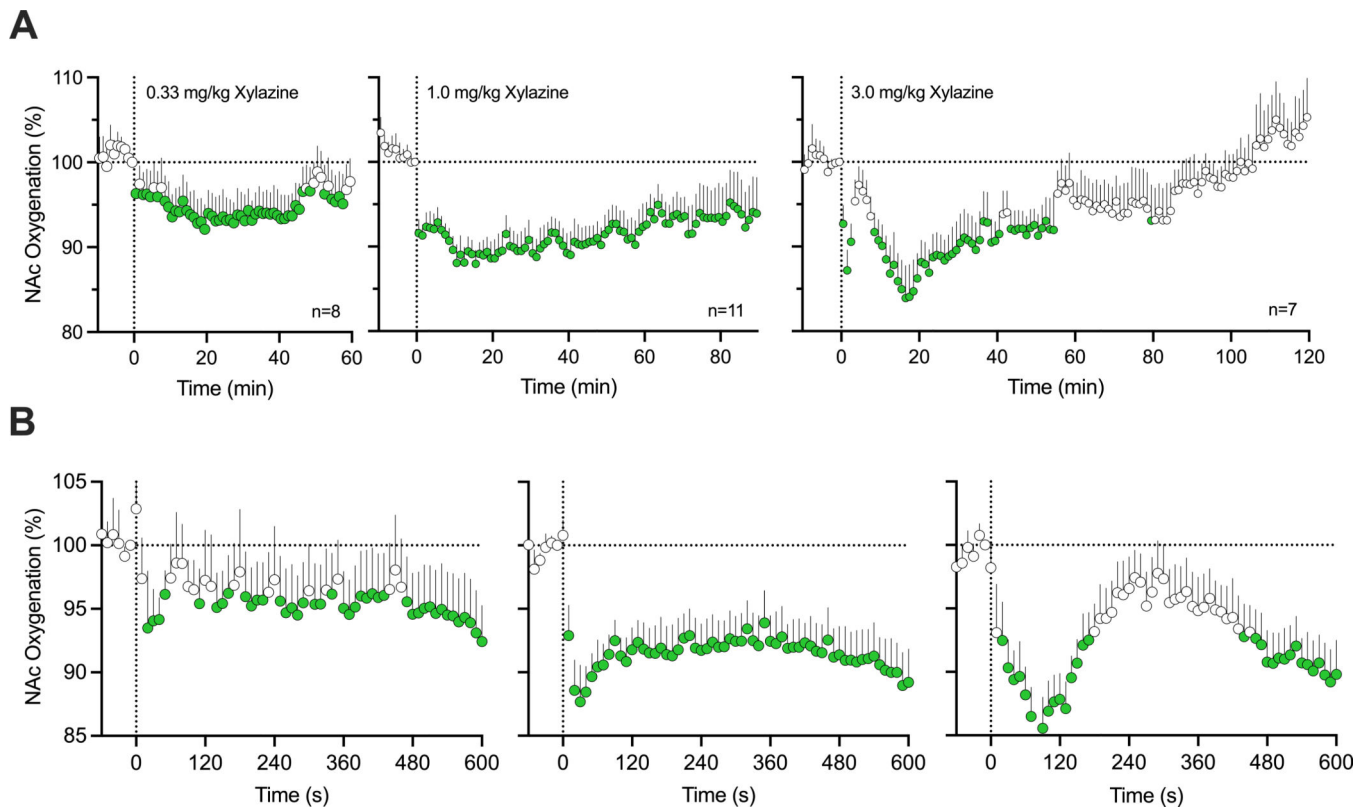 A
NAc Oxygenation (%)
110
100
90
80
0.33 mg/kg Xylazine
n=8
0 20 40 60
Time (min)
1.0 mg/kg Xylazine
n=11
0 20 40 60 80
Time (min)
3.0 mg/kg Xylazine
n=7
0 20 40 60 80 100 120
Time (min)
B
NAc Oxygenation (%)
105
100
95
90
85
0 120 240 360 480 600
Time (s)
0 120 240 360 480 600
Time (s)
0 120 240 360 480 600
Time (s)